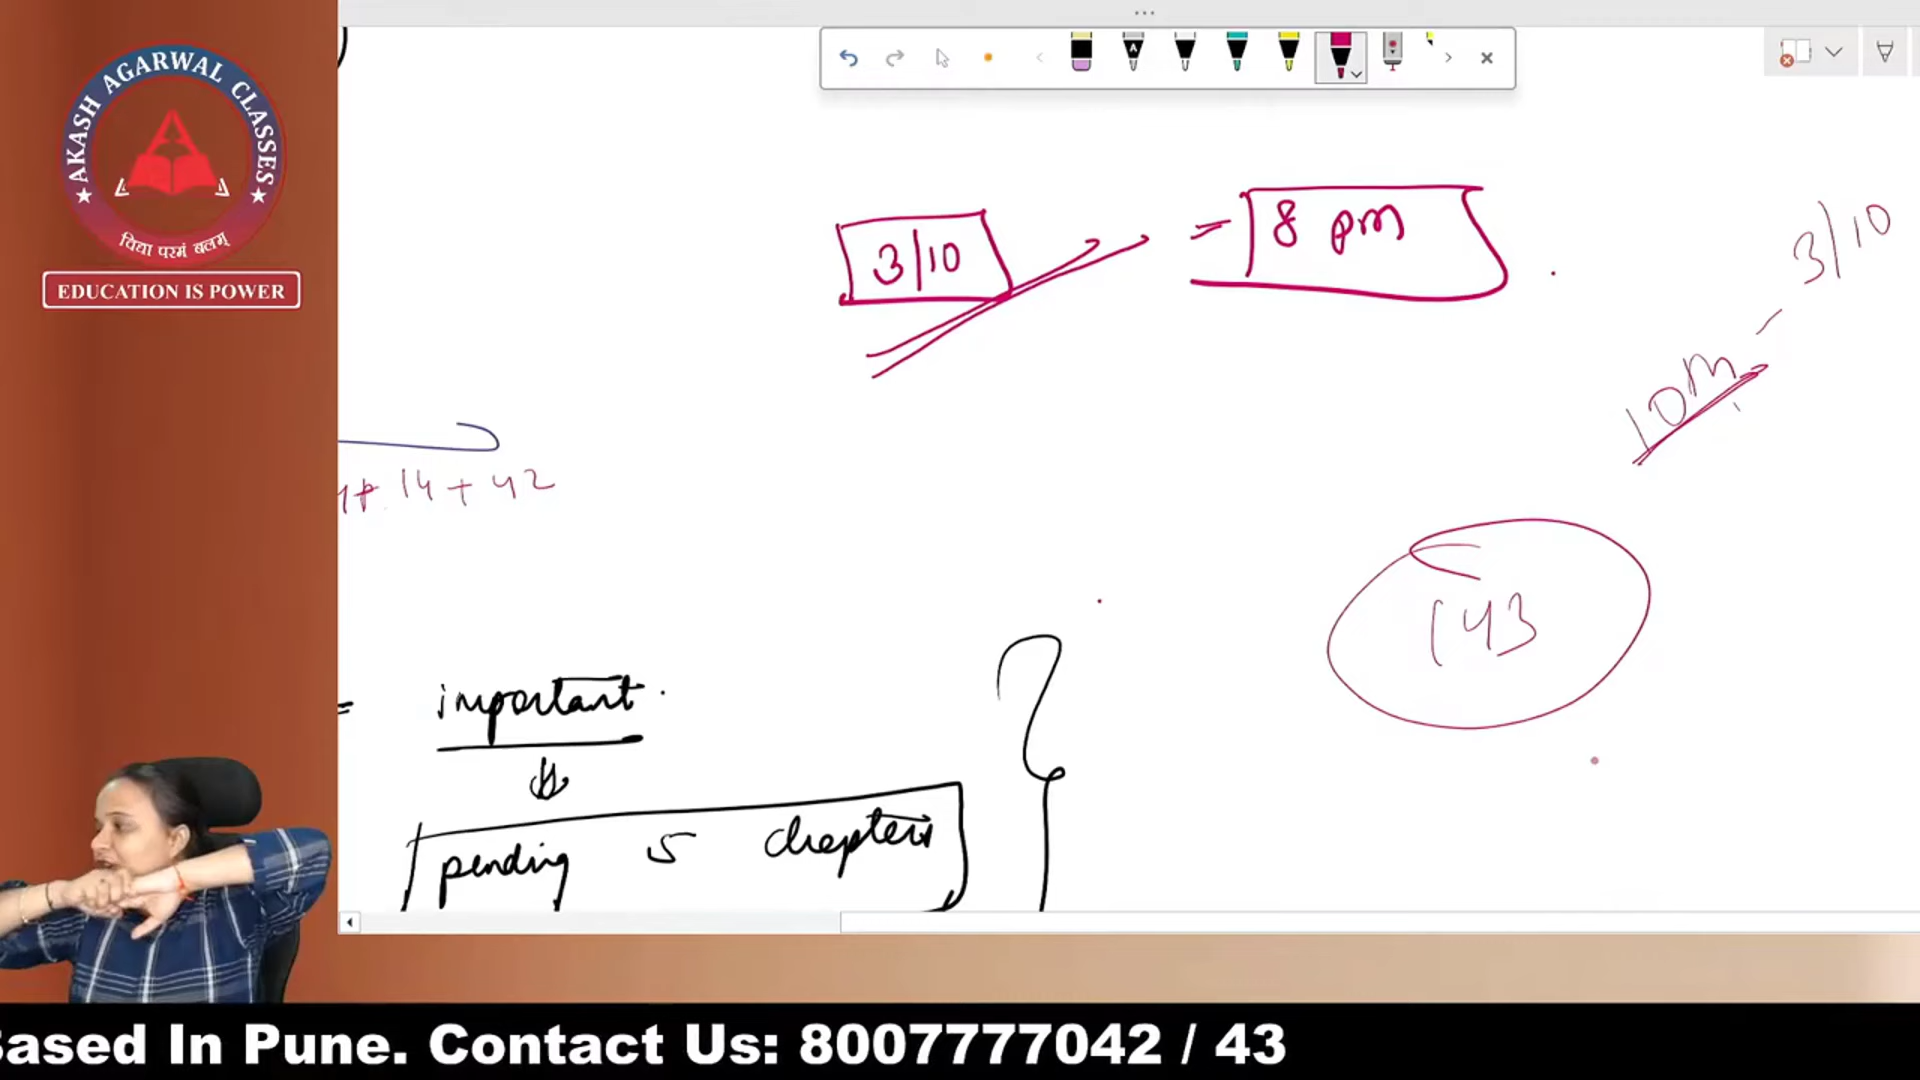 AKASH AGARWAL CLASSES
विद्या परमं बलम्
EDUCATION IS POWER
3/10 = 8 pm
3/10
10m
14 + 42
143
= important.
pending 5 chapters
Based In Pune. Contact Us: 8007777042 / 43